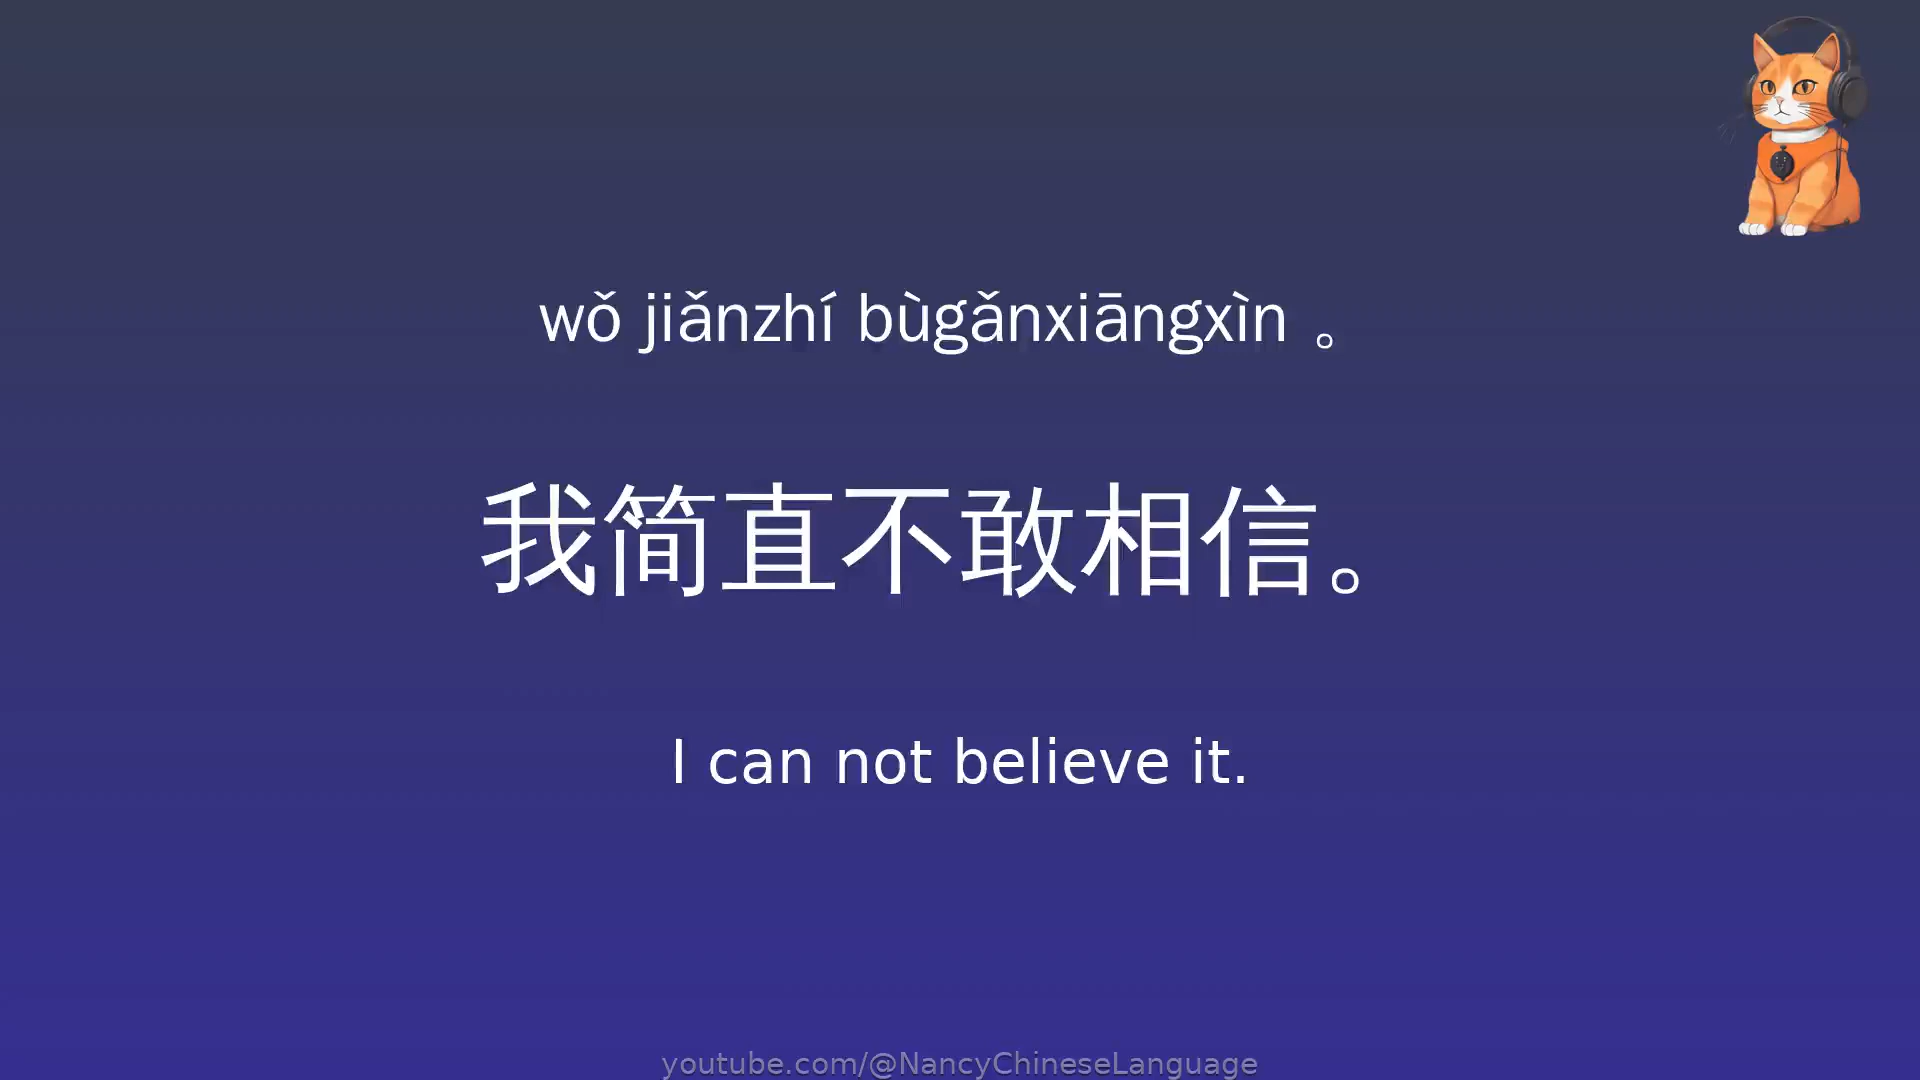 wǒ jiǎnzhí bùgǎnxiāngxìn 。
我简直不敢相信。
I can not believe it.
youtube.com/@NancyChineseLanguage